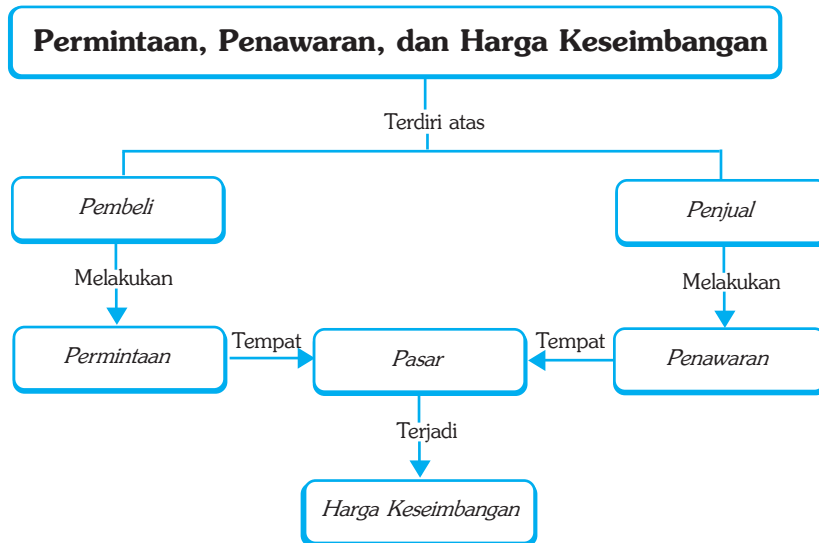 Permintaan, Penawaran, dan Harga Keseimbangan
Terdiri atas
Pembeli
Penjual
Melakukan
Melakukan
Permintaan
Tempat
Pasar
Tempat
Penawaran
Terjadi
Harga Keseimbangan